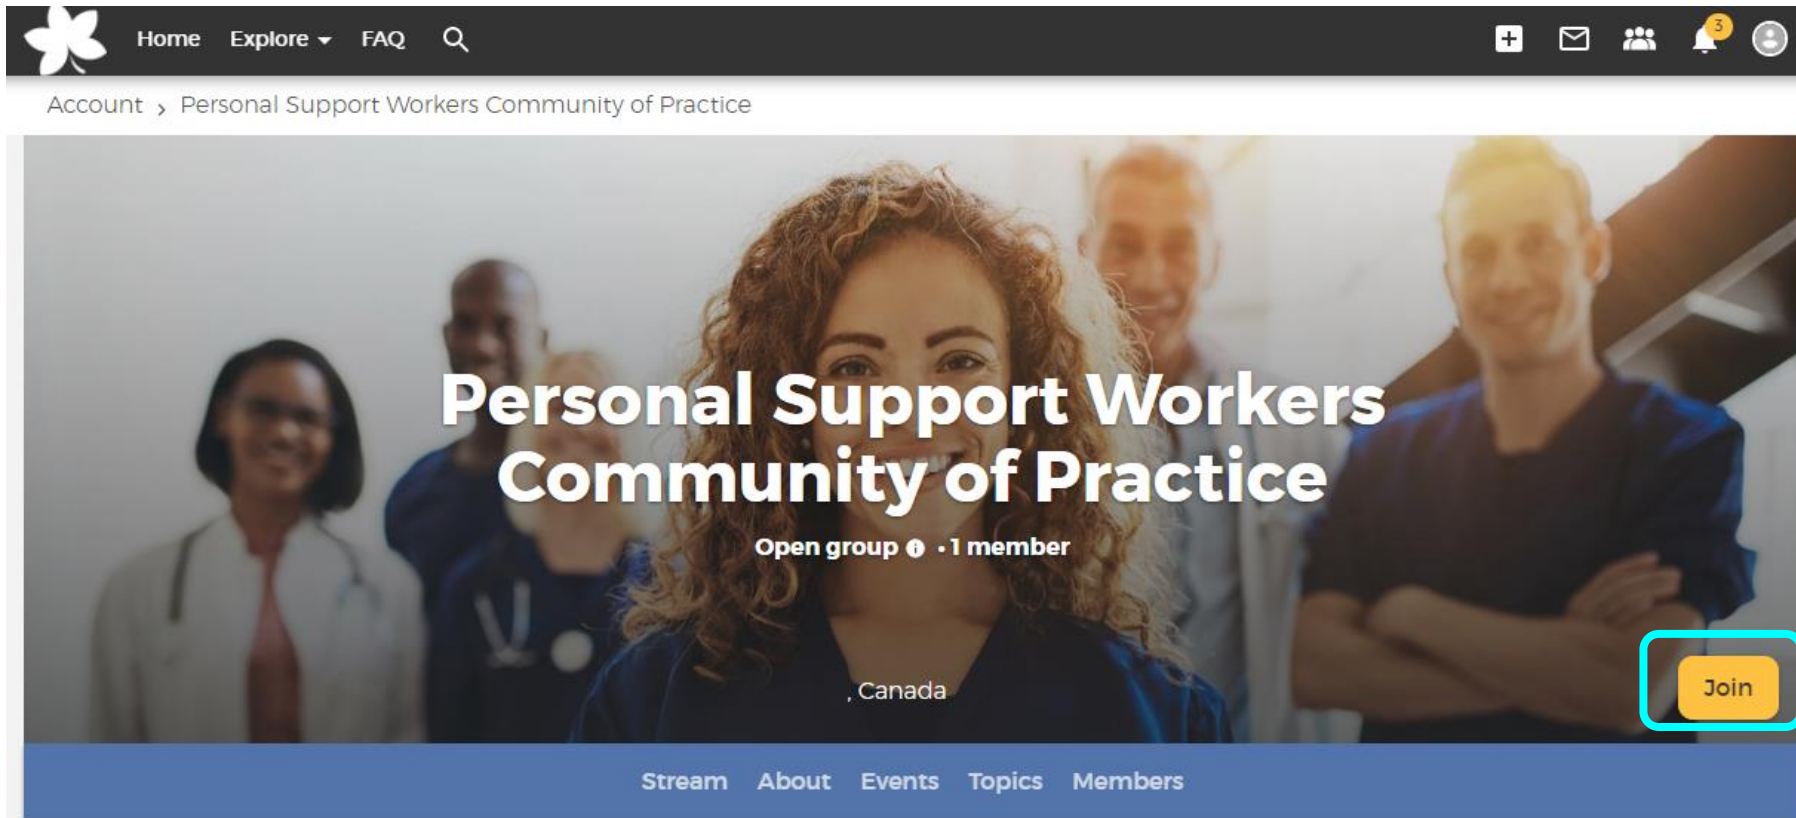 Home Explore FAQ
3
Account > Personal Support Workers Community of Practice
Personal Support Workers
Community of Practice
Open group • 1 member
, Canada
Join
Stream About Events Topics Members